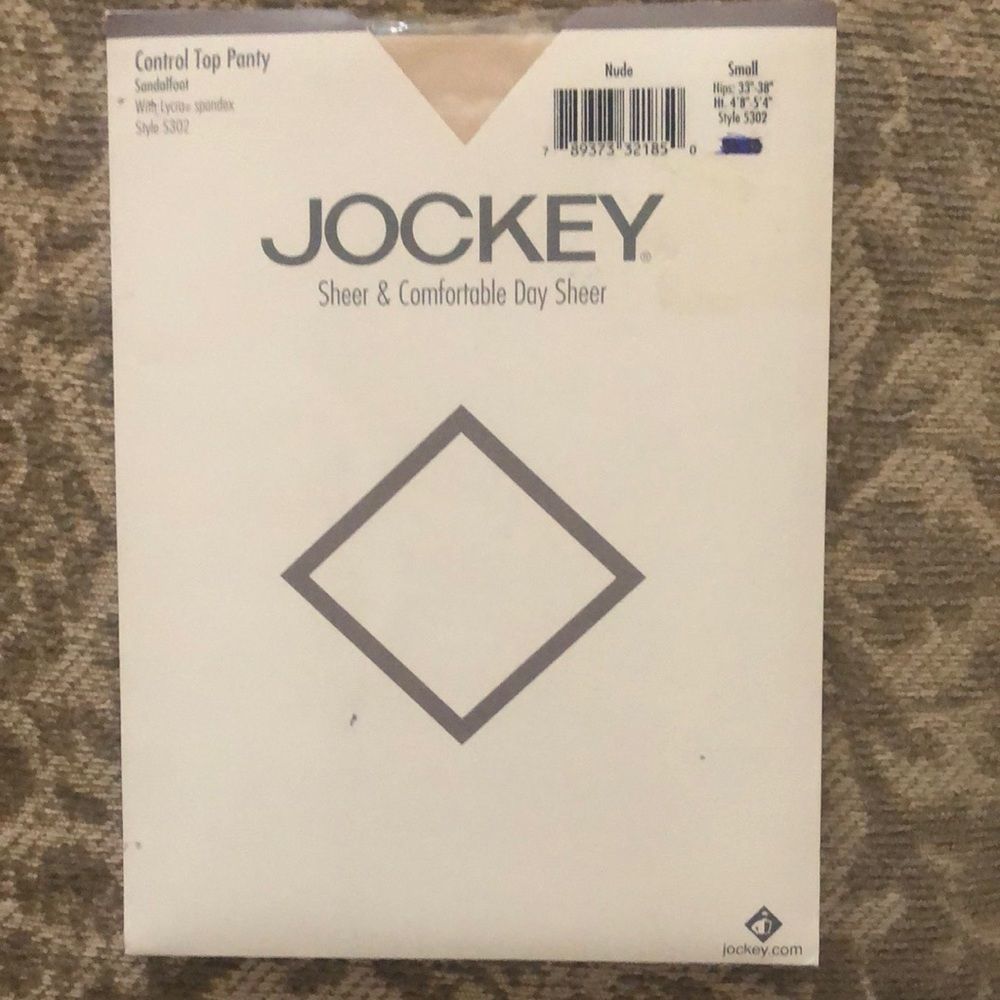 Control Top Panty
Sandalfoot
With Lycra® spandex
Style 5302
Nude
7 89373 32185 0
Small
Hips: 33"-38"
Ht. 4'8"-5'4"
Style 5302
JOCKEY®
Sheer & Comfortable Day Sheer
jockey.com